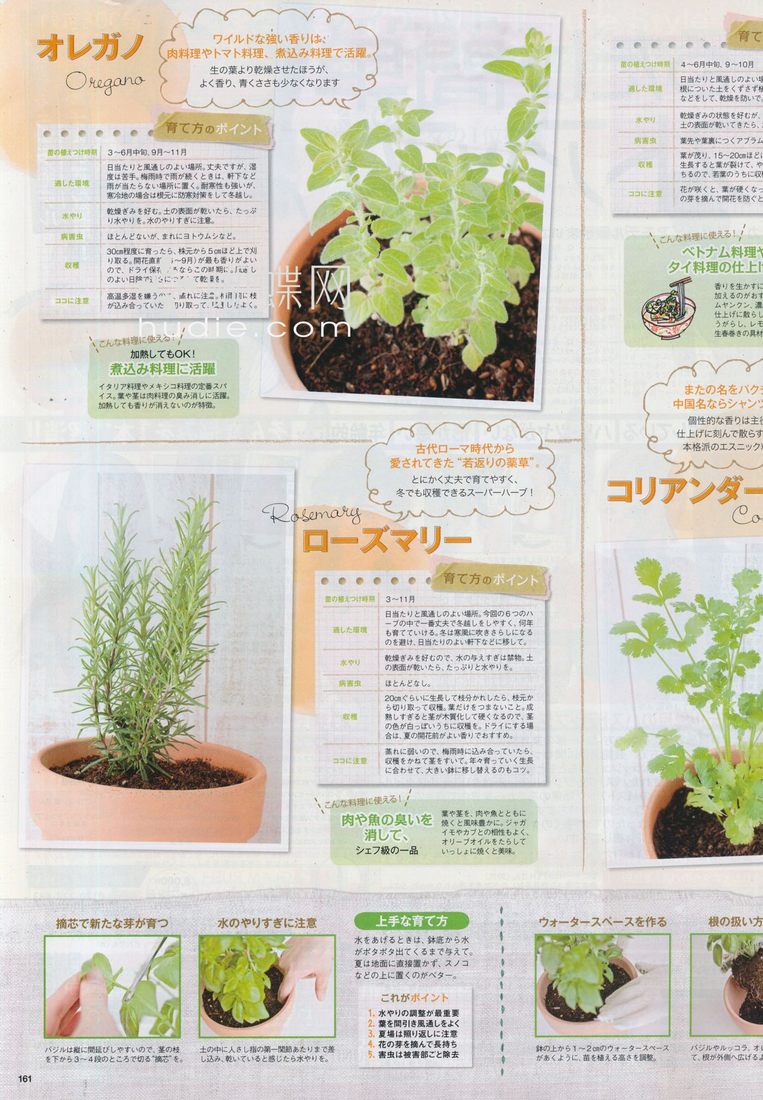 オレガノ
Oregano
ワイルドな強い香りは、
肉料理やトマト料理、煮込み料理で活躍。
生の葉より乾燥させたほうが、
よく香り、青くささも少なくなります
育て方のポイント
苗の植えつけ時期
3〜6月中旬、9月〜11月
適した環境
日当たりと風通しのよい場所。丈夫ですが、湿
度は苦手。梅雨時で雨が続くときは、軒下など
雨が当たらない場所に置く。耐寒性も強いが、
寒冷地の場合は根元に防寒対策をして冬越し。
水やり
乾燥ぎみを好む。土の表面が乾いたら、たっぷ
り水やりを。水のやりすぎに注意。
病害虫
ほとんどないが、まれにヨトウムシなど。
収穫
30cm程度に育ったら、株元から5cmほど上で刈
り取る。開花直前 〜9月)が最も香りがよい
ので、ドライ保存 ならこの時期に。風通し
のよい日陰で
ココに注意
高温多湿を嫌う 蒸れに注意。梅雨前に枝
が込み合っていた 切り取って、風通しをよく。
蝶网
hudie.com
こんな料理に使える!
加熱してもOK!
煮込み料理に活躍
イタリア料理やメキシコ料理の定番スパ
イス。葉や茎は肉料理の臭み消しに活躍。
加熱しても香りが消えないのが特徴。
古代ローマ時代から
愛されてきた“若返りの薬草”。
とにかく丈夫で育てやすく、
冬でも収穫できるスーパーハーブ!
Rosemary
ローズマリー
育て方のポイント
苗の植えつけ時期
3〜11月
適した環境
日当たりと風通しのよい場所。今回の6つのハ
ーブの中で一番丈夫で冬越しをしやすく、何年
も育てていける。冬は寒風に吹きさらしになる
のを避け、日当たりのよい軒下などに移して。
水やり
乾燥ぎみを好むので、水の与えすぎは禁物。土
の表面が乾いたら、たっぷりと水やりを。
病害虫
ほとんどなし。
収穫
20cmぐらいに生長して枝分かれしたら、枝元か
ら切り取って収穫。葉だけをつまないこと。成
熟しすぎると茎が木質化して硬くなるので、茎
の色が白っぽいうちに収穫を。ドライにする場
合は、夏の開花前がよい香りでおすすめ。
ココに注意
蒸れに弱いので、梅雨時に込み合っていたら、
収穫をかねて茎をすいて。年々育っていく生長
に合わせて、大きい鉢に移し替えるのもコツ。
こんな料理に使える!
肉や魚の臭いを
消して、
シェフ級の一品
葉や茎を、肉や魚とともに
焼くと風味豊かに。ジャガ
イモやカブとの相性もよく、
オリーブオイルをたらして
いっしょに焼くと美味。
育て
苗の植えつけ時期
4〜6月中旬、9〜10月
適した環境
日当たりと風通しのよい場
根についた土をくずさず植
などをして、乾燥を防いで。
水やり
乾燥ぎみの状態を好むが、
土の表面が乾いてきたら、
病害虫
葉先や葉裏につくアブラム
収穫
葉が茂り、15〜20cmほどに
生長すると葉が裂けて、や
ちるので、若葉のうちに収
ココに注意
花が咲くと、葉が硬くなっ
の芽を摘んで開花を防ぐと
こんな料理に使える!
ベトナム料理や
タイ料理の仕上げ
香りを生かすに
加えるのがおす
ムヤンクン、濃
仕上げに散らし
うがらし、レモ
生春巻きの具材
またの名をパクチ
中国名ならシャンツ
個性的な香りは主役
仕上げに刻んで散らす
本格派のエスニック料
コリアンダー
Co
摘芯で新たな芽が育つ
バジルは縦に間延びしやすいので、茎の枝
を下から3〜4段のところで切る“摘芯”を。
水のやりすぎに注意
土の中に人さし指の第一関節あたりまで差
し込み、乾いていると感じたら水やりを。
上手な育て方
水をあげるときは、鉢底から水
がポタポタ出てくるまで与えて。
夏は地面に直接置かず、スノコ
などの上に置くのがベター。
これがポイント
1. 水やりの調整が最重要
2. 葉を間引き風通しをよく
3. 夏場は照り返しに注意
4. 花の芽を摘んで長持ち
5. 害虫は被害部ごと除去
ウォータースペースを作る
鉢の上から1〜2cmのウォータースペース
があくように、苗を植える高さを調整。
根の扱い方
バジルやルッコラ、オレ
て、根が外側へ広げるよ
161